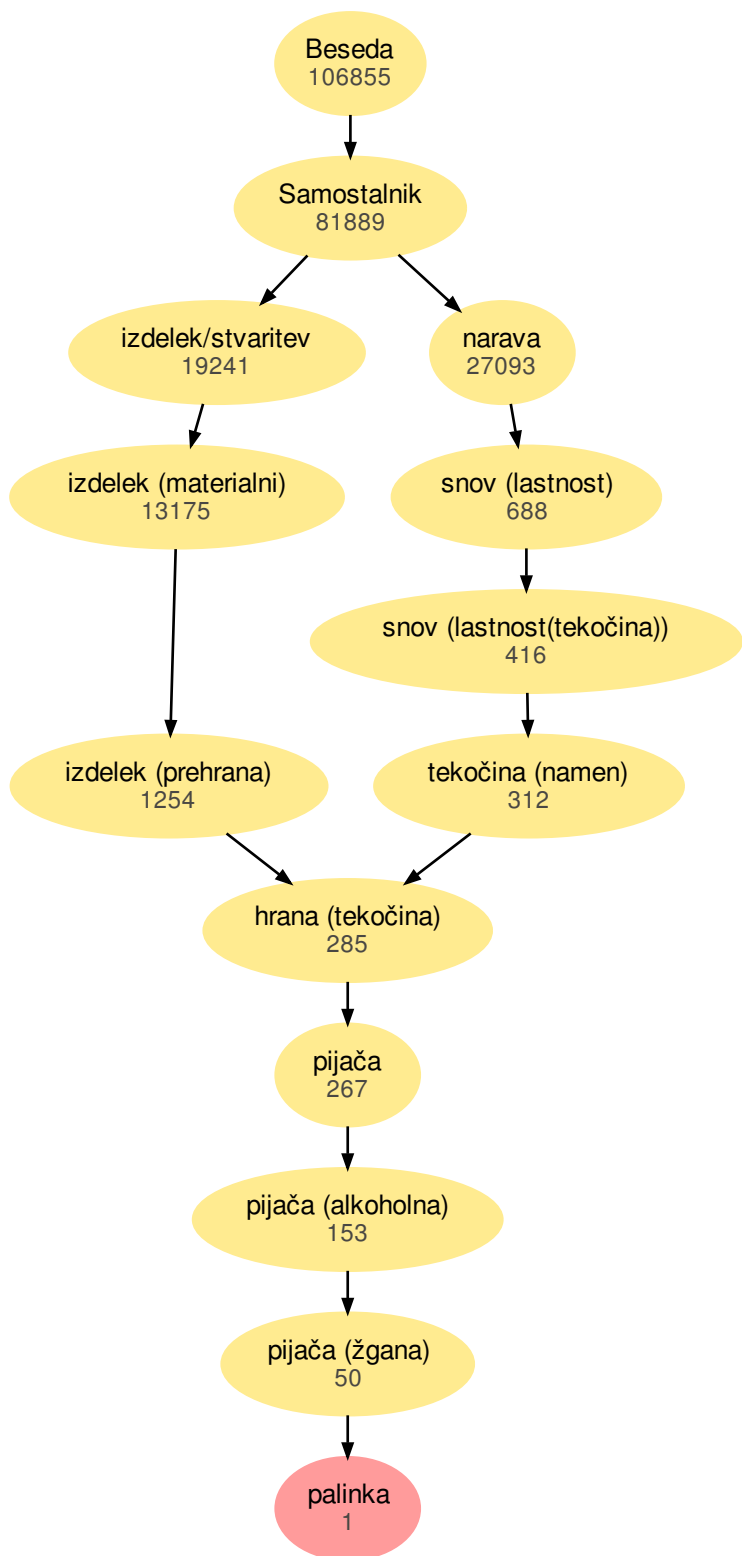 Beseda
106855
Samostalnik
81889
izdelek/stvaritev
19241
narava
27093
izdelek (materialni)
13175
snov (lastnost)
688
snov (lastnost(tekočina))
416
izdelek (prehrana)
1254
tekočina (namen)
312
hrana (tekočina)
285
pijača
267
pijača (alkoholna)
153
pijača (žgana)
50
palinka
1